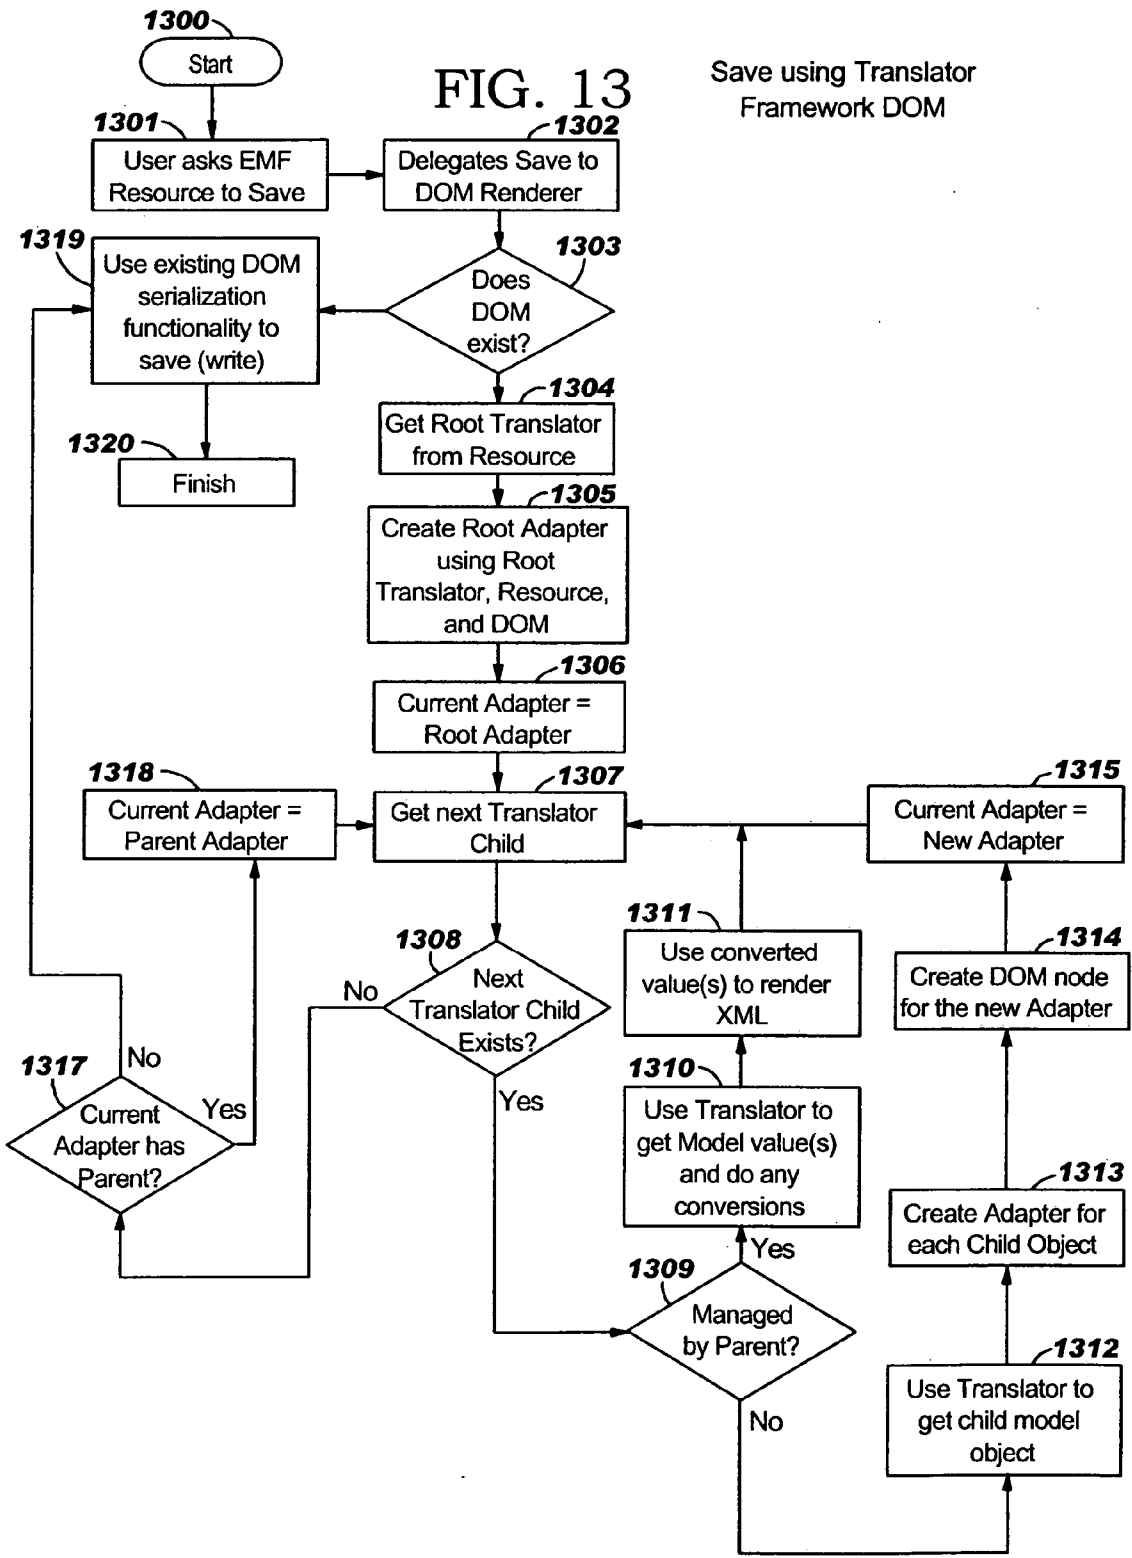 1300
Start
FIG. 13
Save using Translator
Framework DOM
1301
User asks EMF
Resource to Save
1302
Delegates Save to
DOM Renderer
1319
Use existing DOM
serialization
functionality to
save (write)
1303
Does
DOM
exist?
1304
Get Root Translator
from Resource
1320
Finish
1305
Create Root Adapter
using Root
Translator, Resource,
and DOM
1306
Current Adapter =
Root Adapter
1318
Current Adapter =
Parent Adapter
1307
Get next Translator
Child
1315
Current Adapter =
New Adapter
1308
Next
Translator Child
Exists?
No
Yes
1311
Use converted
value(s) to render
XML
1314
Create DOM node
for the new Adapter
1317
Current
Adapter has
Parent?
No
Yes
1310
Use Translator to
get Model value(s)
and do any
conversions
1313
Create Adapter for
each Child Object
1309
Managed
by Parent?
Yes
No
1312
Use Translator to
get child model
object